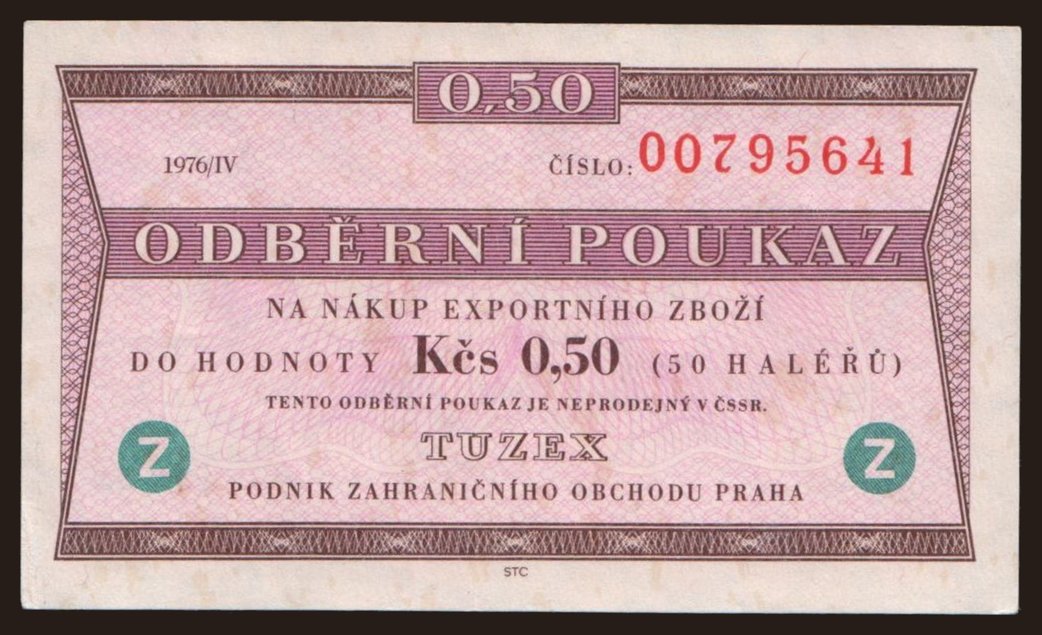 0,50
1976/IV ČÍSLO: 00795641
ODBĚRNÍ POUKAZ
NA NÁKUP EXPORTNÍHO ZBOŽÍ
DO HODNOTY Kčs 0,50 (50 HALÉŘŮ)
TENTO ODBĚRNÍ POUKAZ JE NEPRODEJNÝ V ČSSR.
Z TUZEX Z
PODNIK ZAHRANIČNÍHO OBCHODU PRAHA
STC